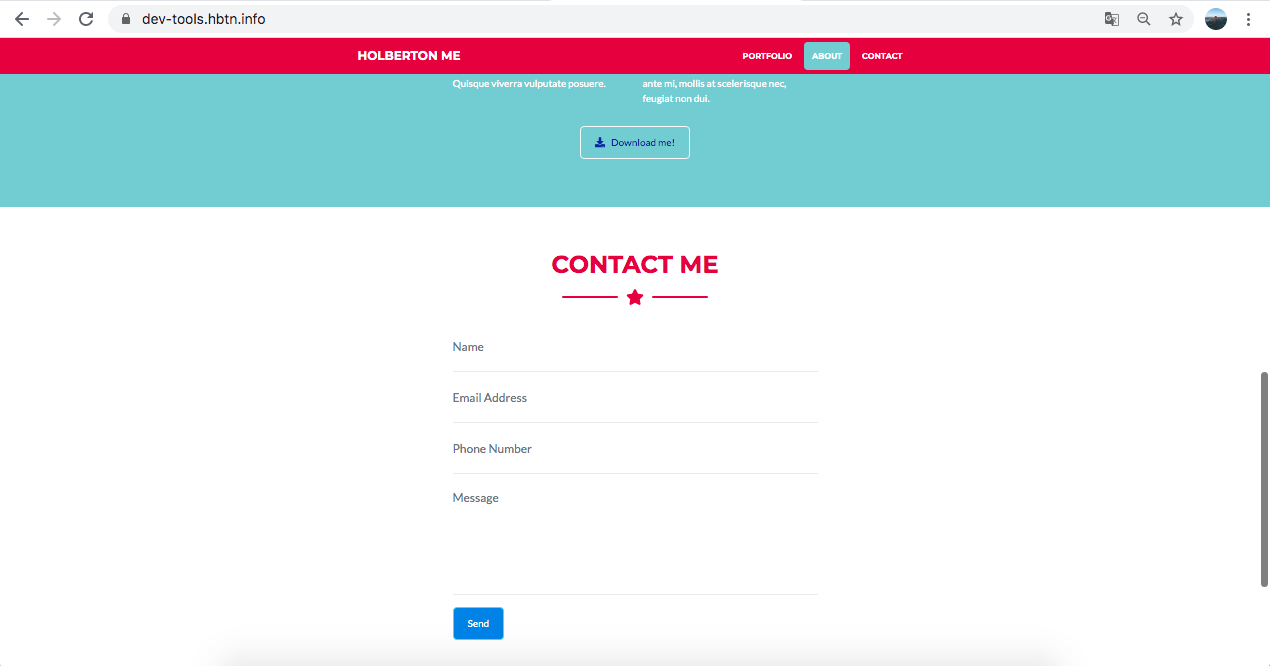 dev-tools.hbtn.info
HOLBERTON ME
PORTFOLIO ABOUT CONTACT
Quisque viverra vulputate posuere.
ante mi, mollis at scelerisque nec,
feugiat non dui.
Download me!
CONTACT ME
Name
Email Address
Phone Number
Message
Send